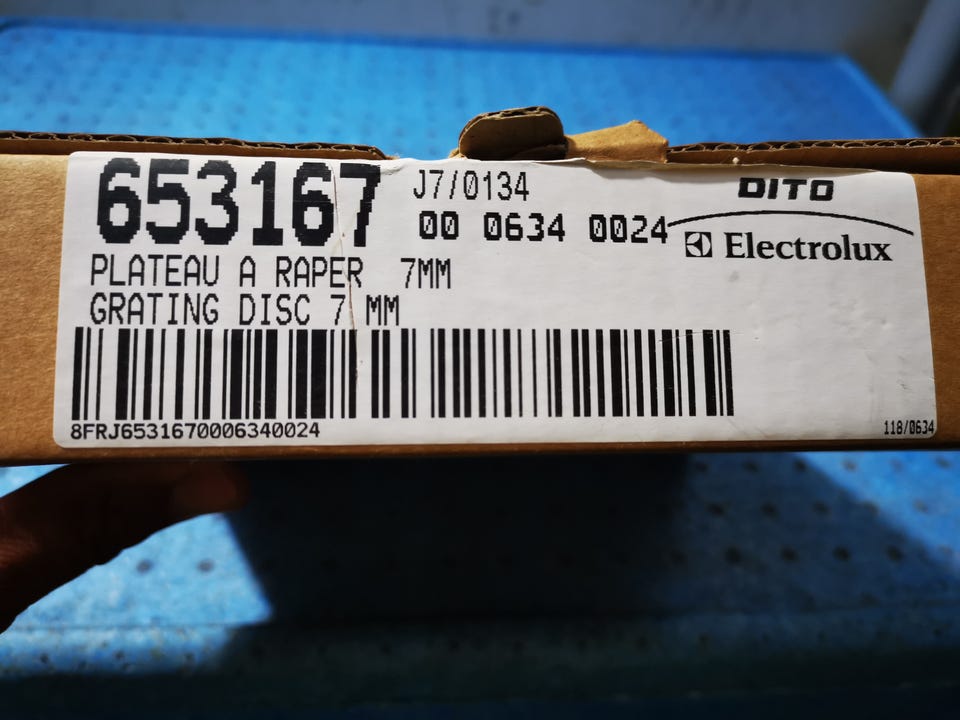 653167
J7/0134
00 0634 0024
DITO
Electrolux
PLATEAU A RAPER 7MM
GRATING DISC 7 MM
8FRJ6531670006340024
118/0634